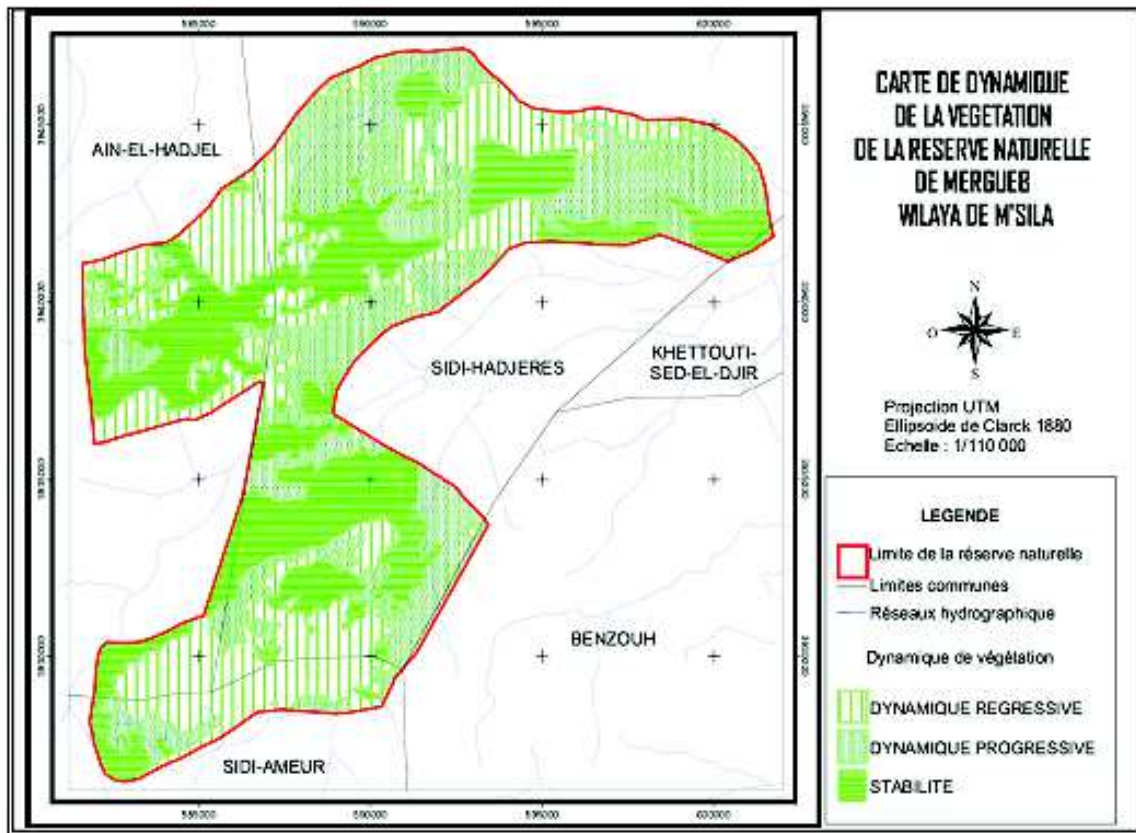 CARTE DE DYNAMIQUE
DE LA VEGETATION
DE LA RESERVE NATURELLE
DE MERGUEB
WILAYA DE M'SILA
N
O
E
S
Projection UTM
Ellipsoide de Clarck 1880
Echelle : 1/110 000
LEGENDE
Limite de la réserve naturelle
Limites communes
Réseaux hydrographique
Dynamique de végétation
DYNAMIQUE REGRESSIVE
DYNAMIQUE PROGRESSIVE
STABILITE
AIN-EL-HADJEL
SIDI-HADJERES
KHETTOUTI-
SED-EL-DJIR
BENZOUH
SIDI-AMEUR